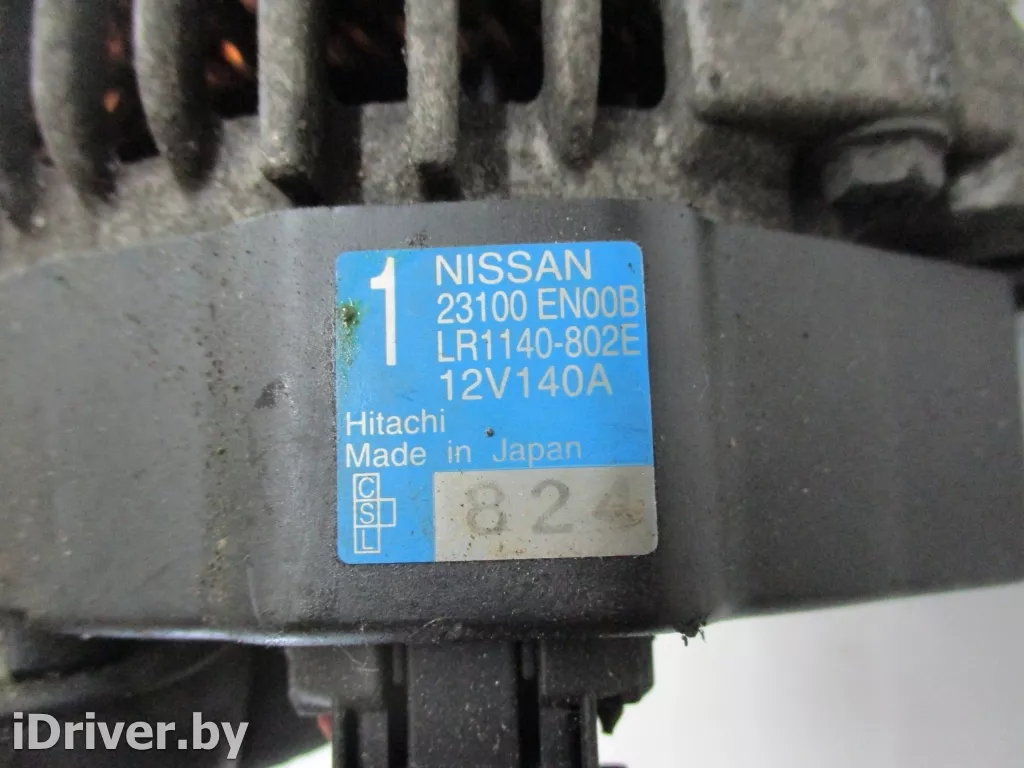 1
NISSAN
23100 EN00B
LR1140-802E
12V140A
Hitachi
Made in Japan
C
S
L
824
iDriver.by